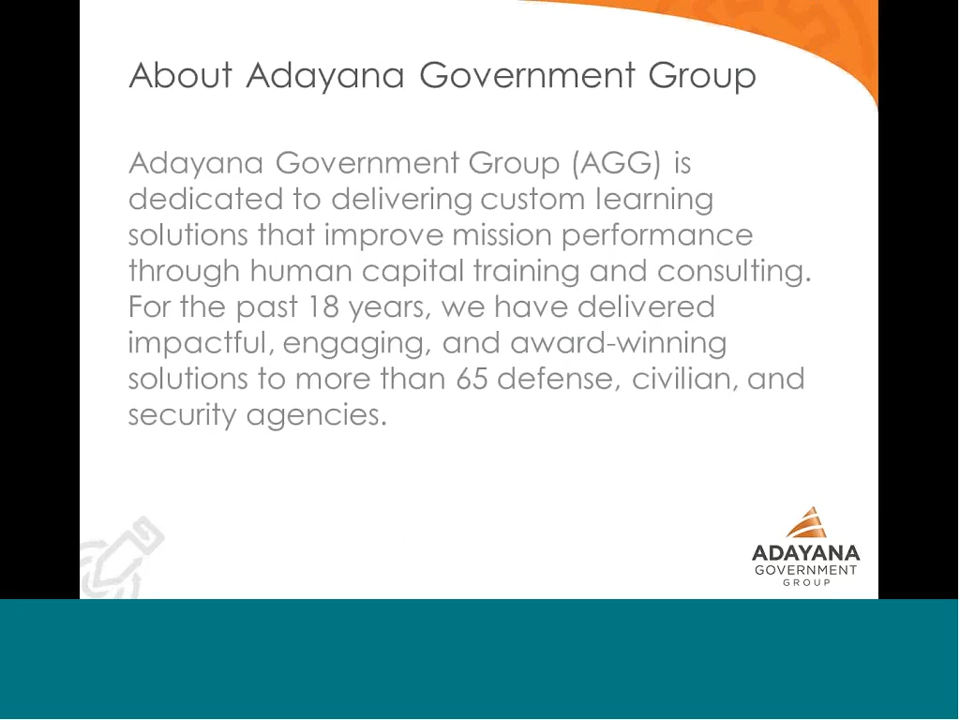 About Adayana Government Group
Adayana Government Group (AGG) is
dedicated to delivering custom learning
solutions that improve mission performance
through human capital training and consulting.
For the past 18 years, we have delivered
impactful, engaging, and award-winning
solutions to more than 65 defense, civilian, and
security agencies.
ADAYANA
GOVERNMENT
GROUP